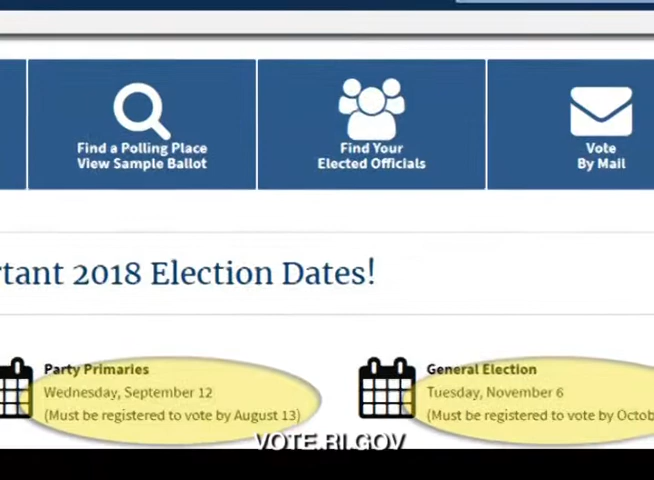 Find a Polling Place
View Sample Ballot
Find Your
Elected Officials
Vote
By Mail
rtant 2018 Election Dates!
Party Primaries
Wednesday, September 12
(Must be registered to vote by August 13)
General Election
Tuesday, November 6
(Must be registered to vote by Octob
VOTE.RI.GOV